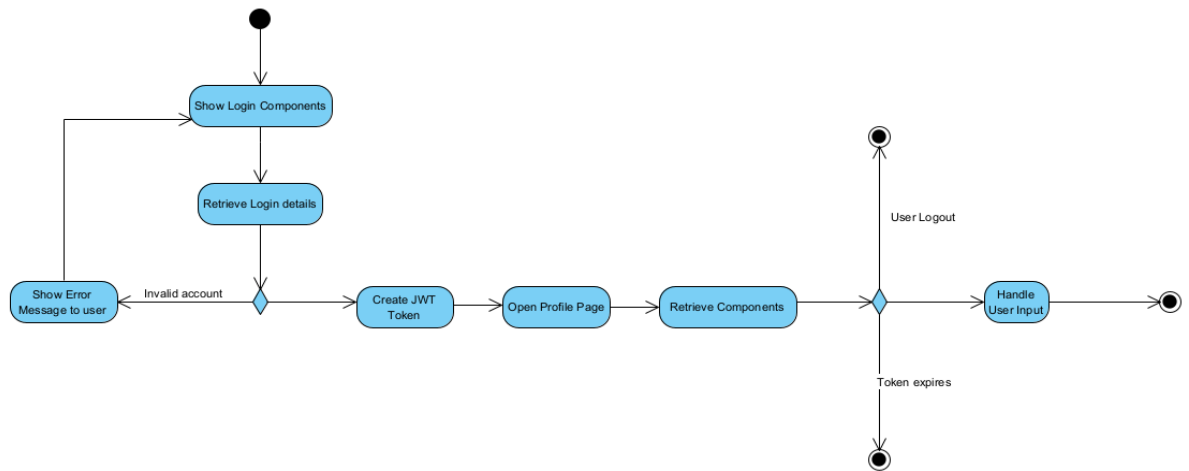 Show Login Components
Retrieve Login details
User Logout
Invalid account
Show Error
Message to user
Create JWT
Token
Open Profile Page
Retrieve Components
Handle
User Input
Token expires